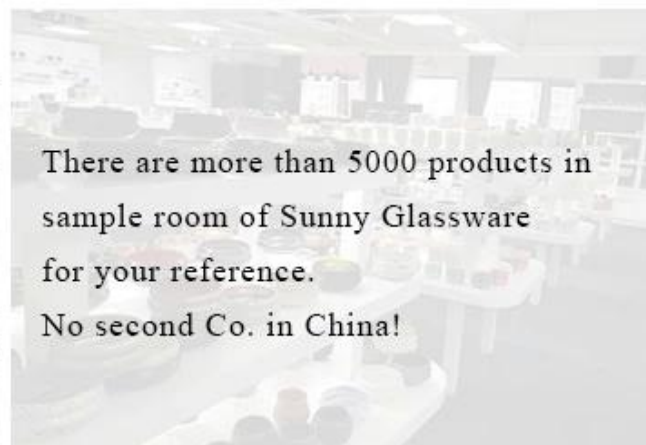 There are more than 5000 products in
sample room of Sunny Glassware
for your reference.
No second Co. in China!